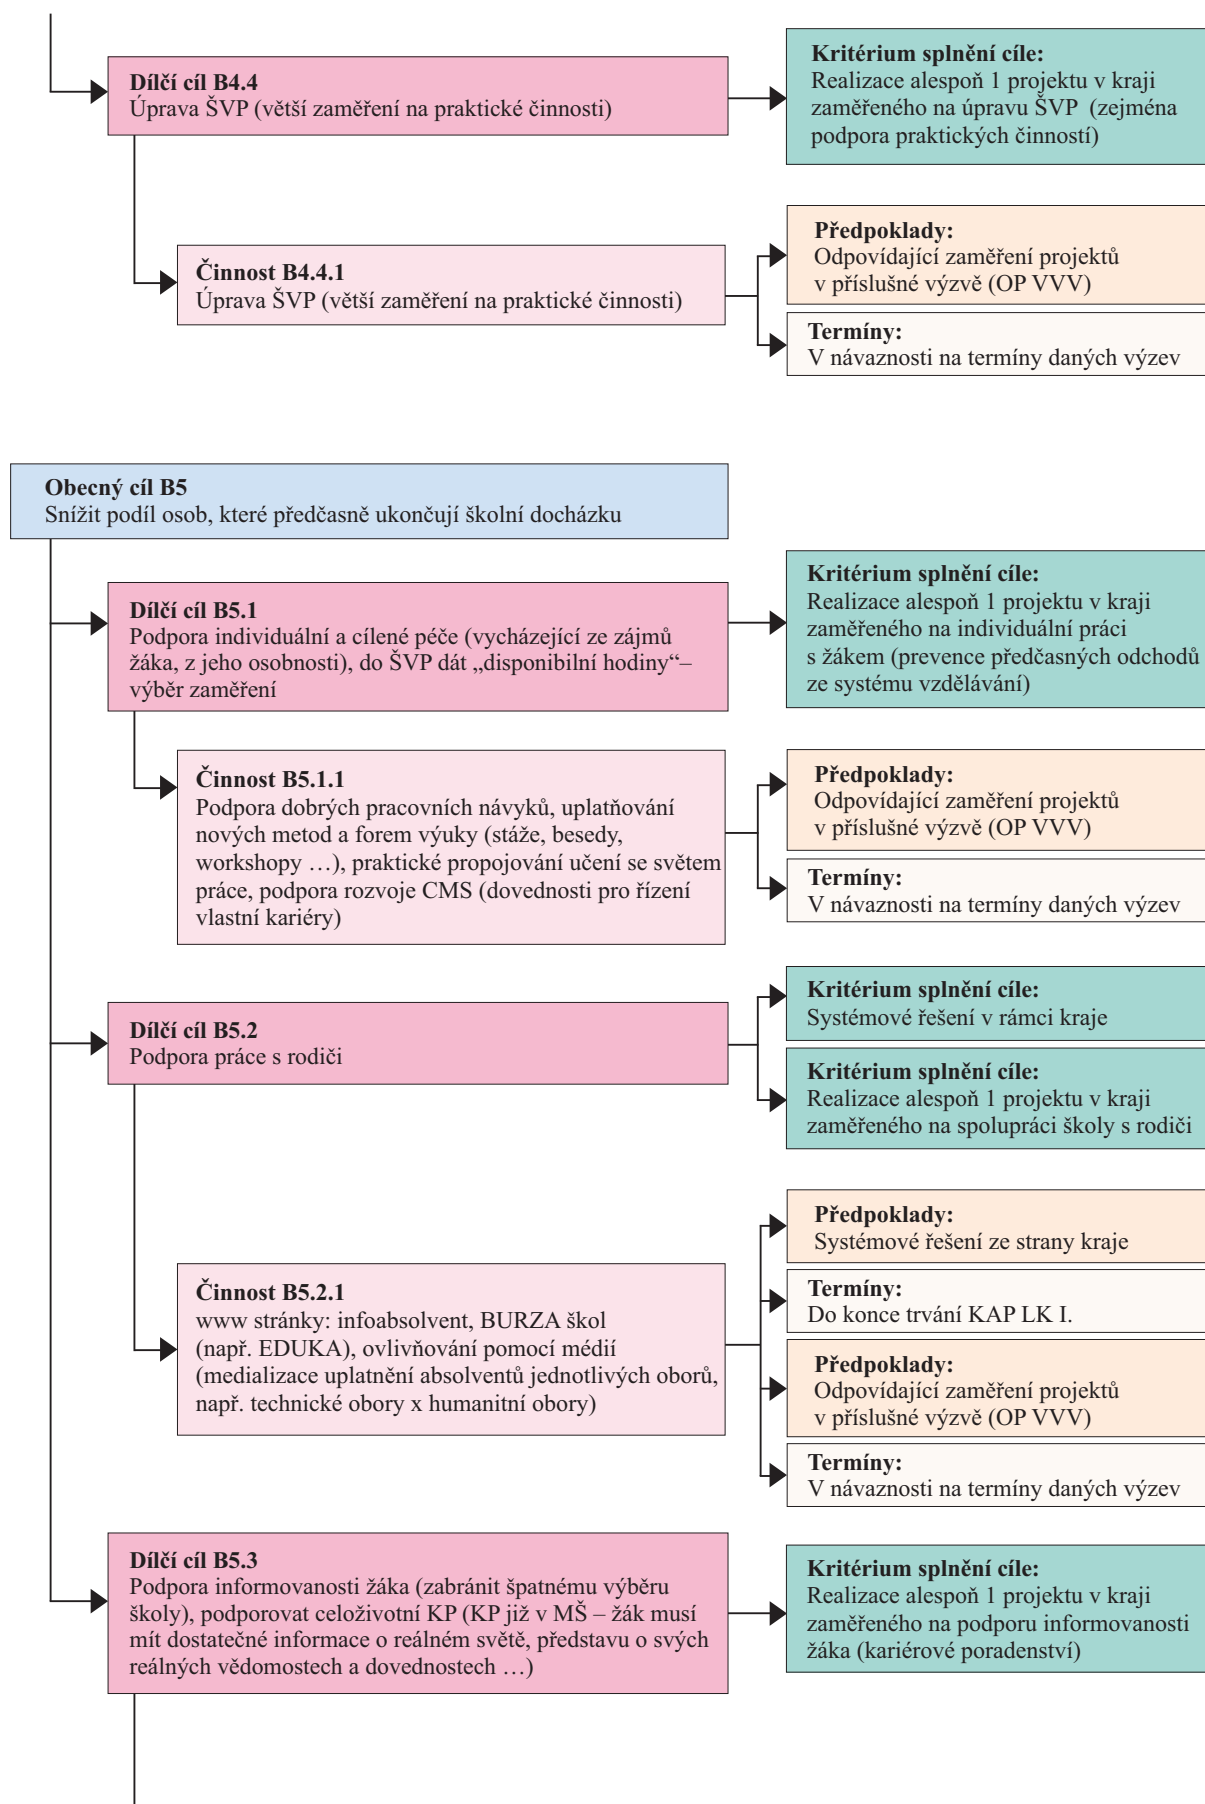 Dílčí cíl B4.4
Úprava ŠVP (větší zaměření na praktické činnosti)
Kritérium splnění cíle:
Realizace alespoň 1 projektu v kraji
zaměřeného na úpravu ŠVP (zejména
podpora praktických činností)
Činnost B4.4.1
Úprava ŠVP (větší zaměření na praktické činnosti)
Předpoklady:
Odpovídající zaměření projektů
v příslušné výzvě (OP VVV)
Termíny:
V návaznosti na termíny daných výzev
Obecný cíl B5
Snížit podíl osob, které předčasně ukončují školní docházku
Dílčí cíl B5.1
Podpora individuální a cílené péče (vycházející ze zájmů
žáka, z jeho osobnosti), do ŠVP dát „disponibilní hodiny“–
výběr zaměření
Kritérium splnění cíle:
Realizace alespoň 1 projektu v kraji
zaměřeného na individuální práci
s žákem (prevence předčasných odchodů
ze systému vzdělávání)
Činnost B5.1.1
Podpora dobrých pracovních návyků, uplatňování
nových metod a forem výuky (stáže, besedy,
workshopy …), praktické propojování učení se světem
práce, podpora rozvoje CMS (dovednosti pro řízení
vlastní kariéry)
Předpoklady:
Odpovídající zaměření projektů
v příslušné výzvě (OP VVV)
Termíny:
V návaznosti na termíny daných výzev
Dílčí cíl B5.2
Podpora práce s rodiči
Kritérium splnění cíle:
Systémové řešení v rámci kraje
Kritérium splnění cíle:
Realizace alespoň 1 projektu v kraji
zaměřeného na spolupráci školy s rodiči
Činnost B5.2.1
www stránky: infoabsolvent, BURZA škol
(např. EDUKA), ovlivňování pomocí médií
(medializace uplatnění absolventů jednotlivých oborů,
např. technické obory x humanitní obory)
Předpoklady:
Systémové řešení ze strany kraje
Termíny:
Do konce trvání KAP LK I.
Předpoklady:
Odpovídající zaměření projektů
v příslušné výzvě (OP VVV)
Termíny:
V návaznosti na termíny daných výzev
Dílčí cíl B5.3
Podpora informovanosti žáka (zabránit špatnému výběru
školy), podporovat celoživotní KP (KP již v MŠ – žák musí
mít dostatečné informace o reálném světě, představu o svých
reálných vědomostech a dovednostech …)
Kritérium splnění cíle:
Realizace alespoň 1 projektu v kraji
zaměřeného na podporu informovanosti
žáka (kariérové poradenství)